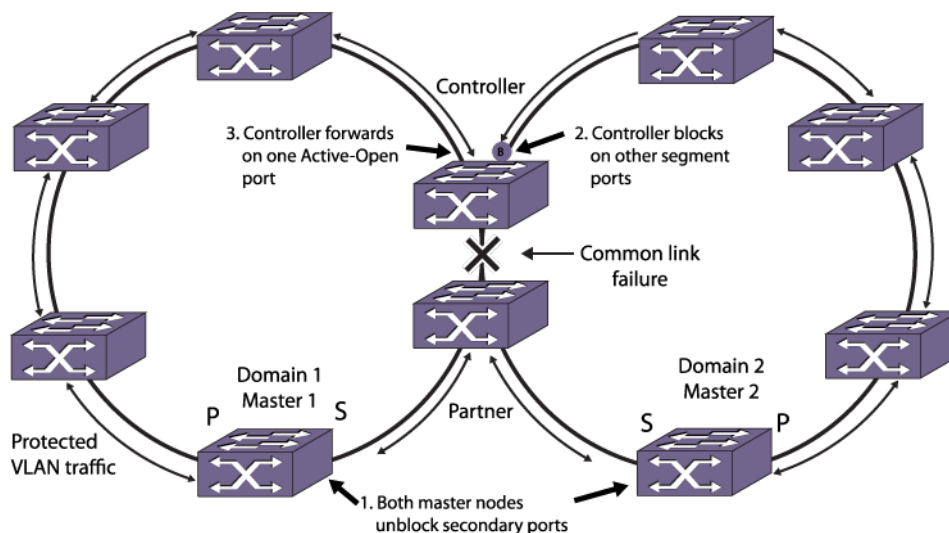 Controller
3. Controller forwards
on one Active-Open
port
B
2. Controller blocks
on other segment
ports
Common link
failure
Domain 1
Master 1
P
S
Partner
Domain 2
Master 2
S
P
Protected
VLAN traffic
1. Both master nodes
unblock secondary ports